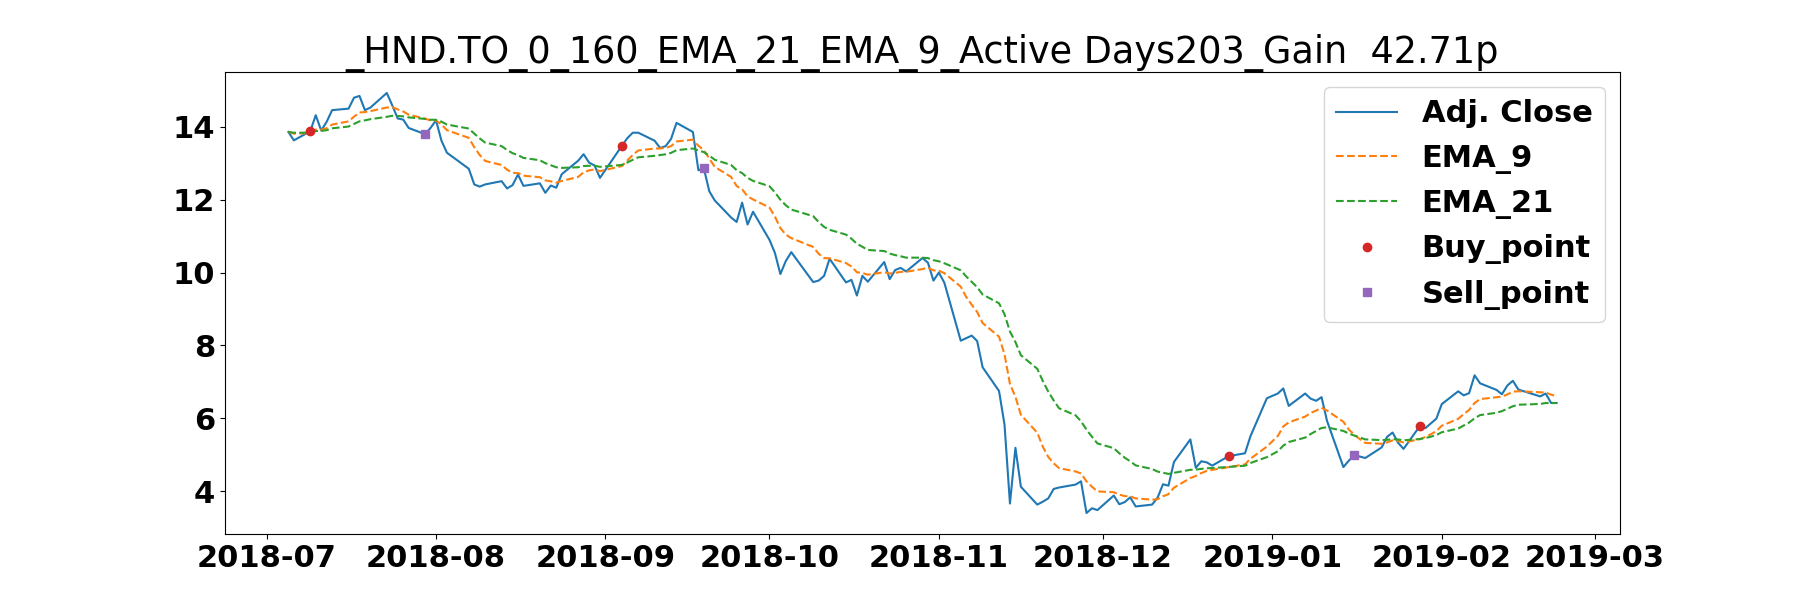 _HND.TO_0_160_EMA_21_EMA_9_Active Days203_Gain  42.71p
Adj. Close
EMA_9
EMA_21
Buy_point
Sell_point
14
12
10
8
6
4
2018-07 2018-08 2018-09 2018-10 2018-11 2018-12 2019-01 2019-02 2019-03